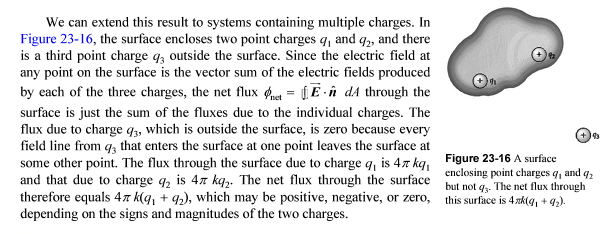 We can extend this result to systems containing multiple charges. In
Figure 23-16, the surface encloses two point charges q₁ and q₂, and there
is a third point charge q₃ outside the surface. Since the electric field at
any point on the surface is the vector sum of the electric fields produced
by each of the three charges, the net flux ϕ_net = ∯ E⃗ · n̂ dA through the
surface is just the sum of the fluxes due to the individual charges. The
flux due to charge q₃, which is outside the surface, is zero because every
field line from q₃ that enters the surface at one point leaves the surface at
some other point. The flux through the surface due to charge q₁ is 4π kq₁
and that due to charge q₂ is 4π kq₂. The net flux through the surface
therefore equals 4π k(q₁ + q₂), which may be positive, negative, or zero,
depending on the signs and magnitudes of the two charges.
+ q₂
+ q₁
+ q₃
Figure 23-16 A surface
enclosing point charges q₁ and q₂
but not q₃. The net flux through
this surface is 4πk(q₁ + q₂).